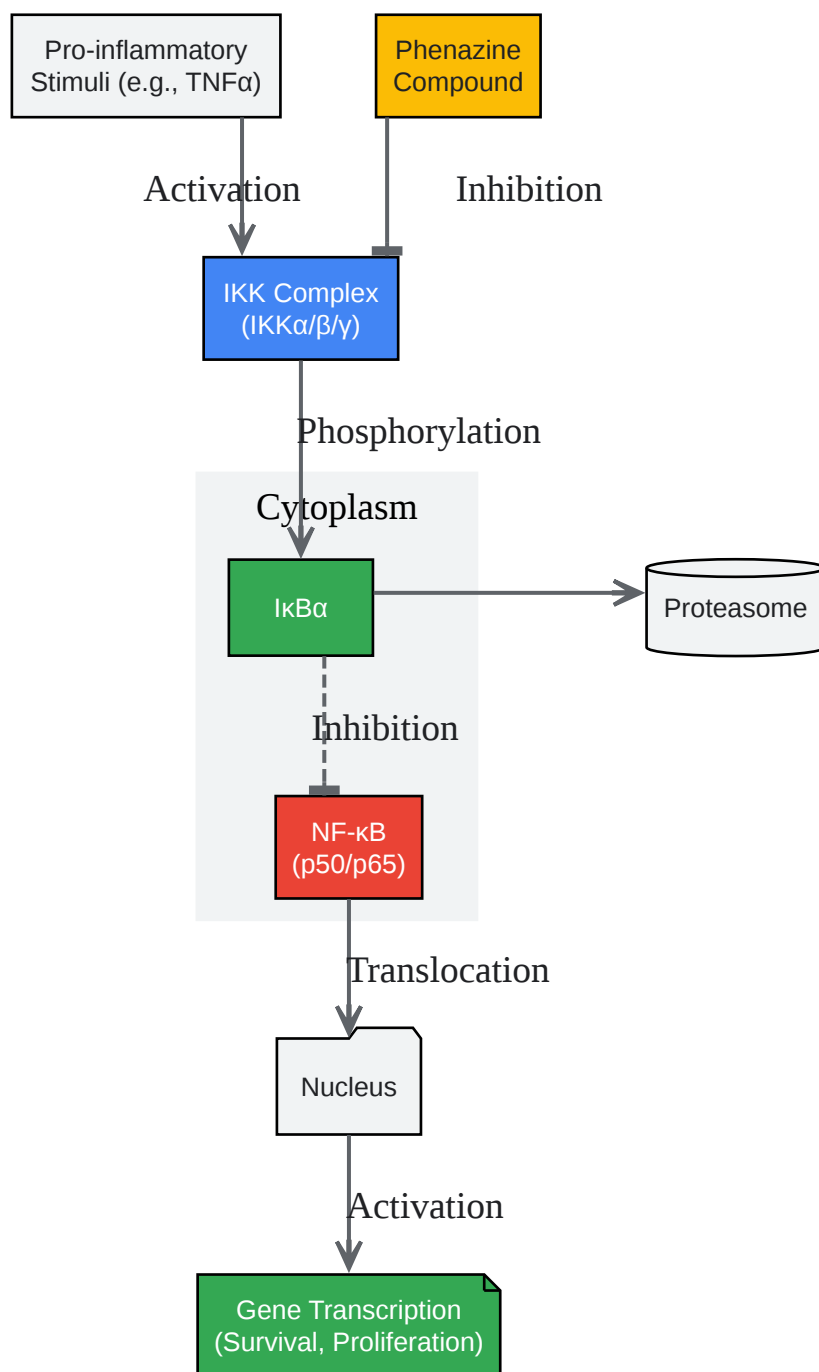 Pro-inflammatory
Stimuli (e.g., TNFα)
Phenazine
Compound
Activation
Inhibition
IKK Complex
(IKKα/β/γ)
Phosphorylation
Cytoplasm
IκBα
Proteasome
Inhibition
NF-κB
(p50/p65)
Translocation
Nucleus
Activation
Gene Transcription
(Survival, Proliferation)